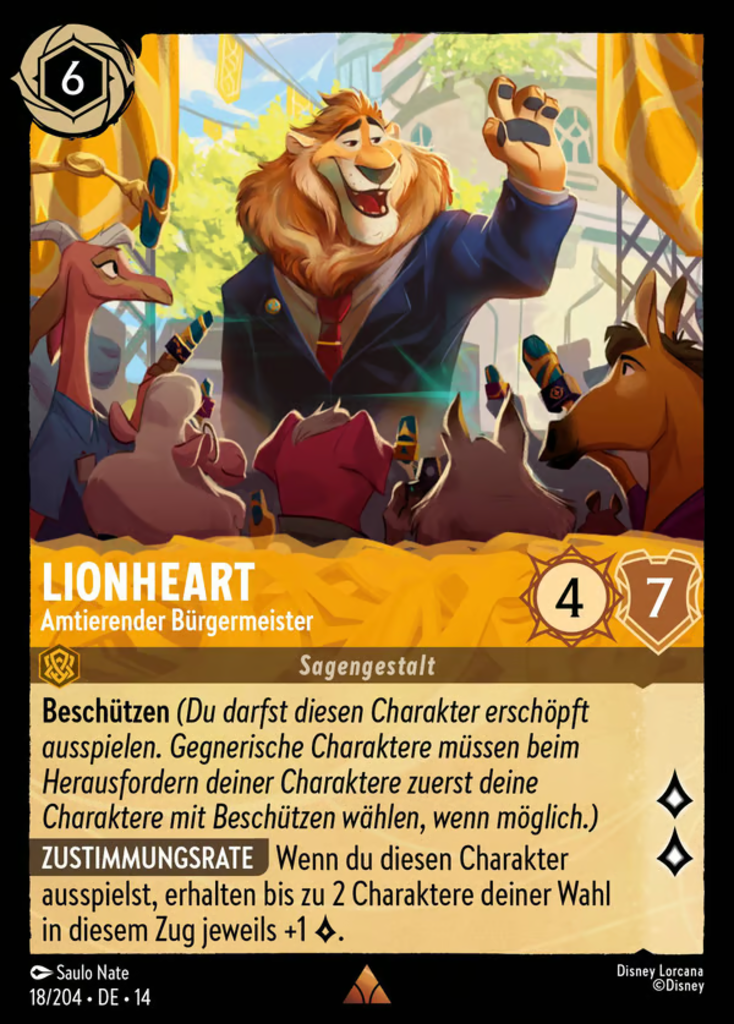 6
LIONHEART
Amtierender Bürgermeister
4
7
Sagengestalt
Beschützen (Du darfst diesen Charakter erschöpft
ausspielen. Gegnerische Charaktere müssen beim
Herausfordern deiner Charaktere zuerst deine
Charaktere mit Beschützen wählen, wenn möglich.)
ZUSTIMMUNGSRATE Wenn du diesen Charakter
ausspielst, erhalten bis zu 2 Charaktere deiner Wahl
in diesem Zug jeweils +1 .
Saulo Nate
18/204 • DE • 14
Disney Lorcana
©Disney